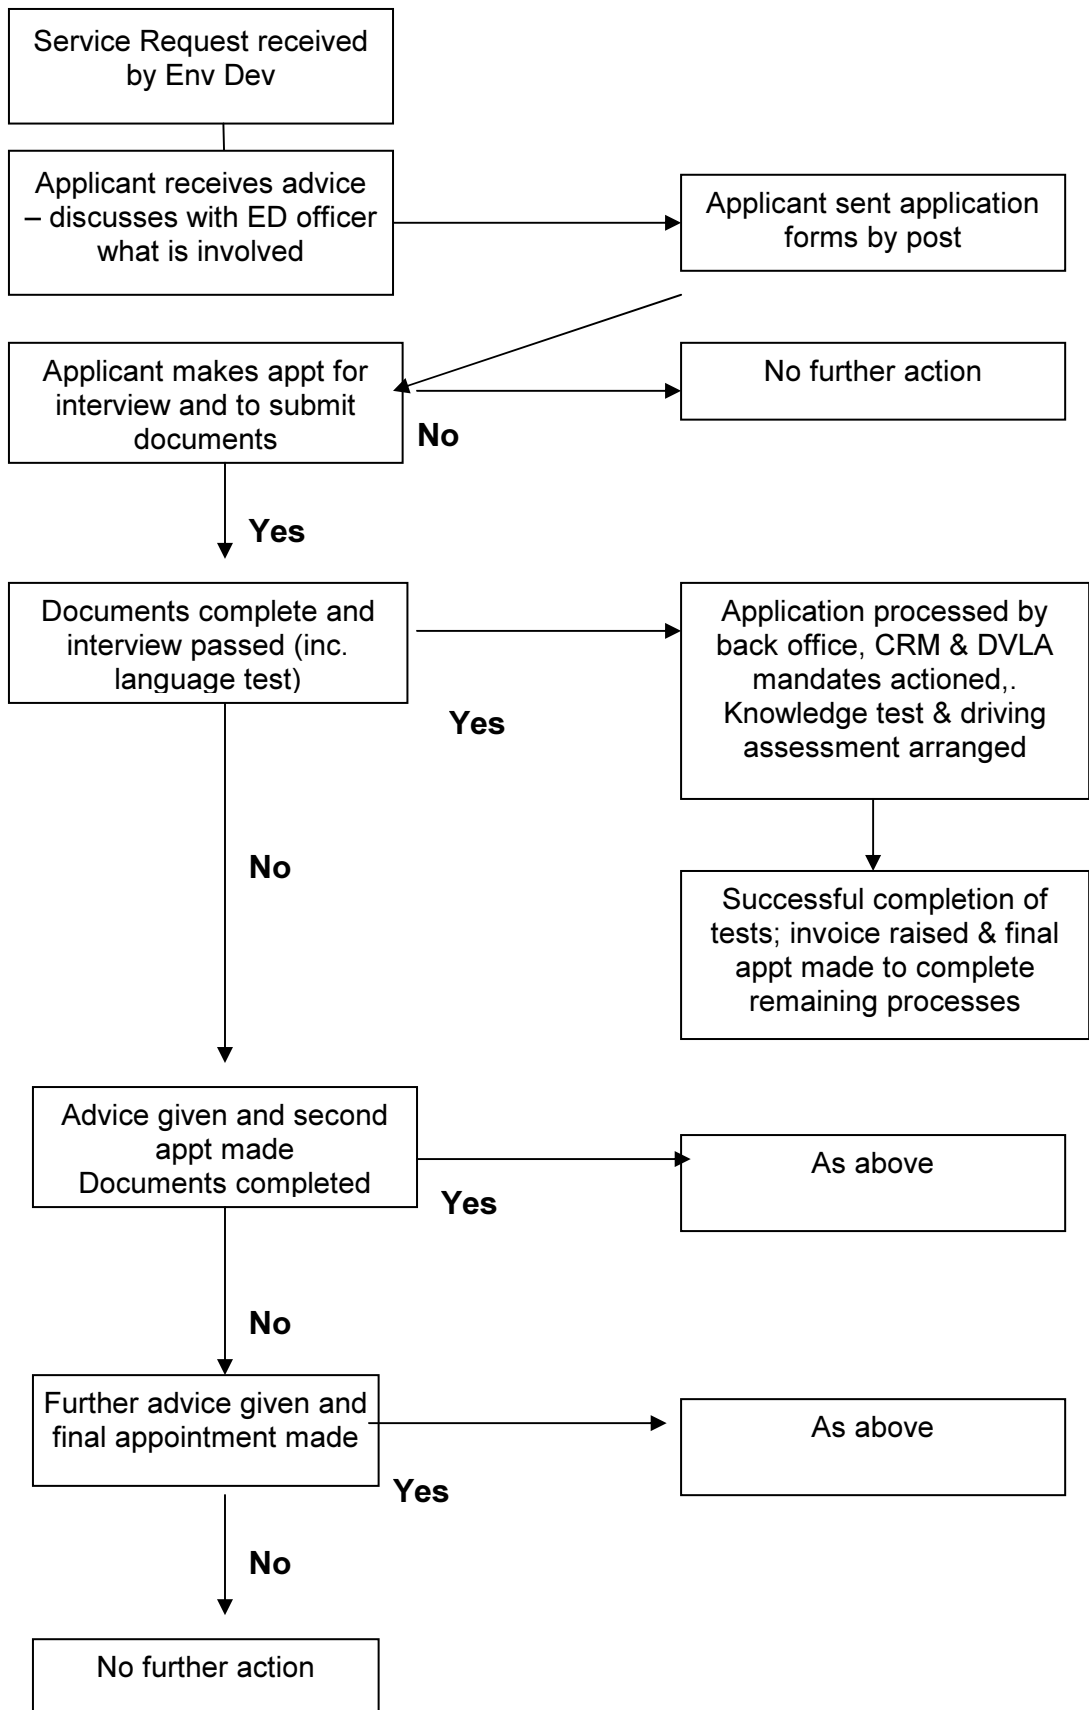 Service Request received
by Env Dev
Applicant receives advice
– discusses with ED officer
what is involved
Applicant sent application
forms by post
Applicant makes appt for
interview and to submit
documents
No
No further action
Yes
Documents complete and
interview passed (inc.
language test)
Yes
Application processed by
back office, CRM & DVLA
mandates actioned,.
Knowledge test & driving
assessment arranged
No
Successful completion of
tests; invoice raised & final
appt made to complete
remaining processes
Advice given and second
appt made
Documents completed
Yes
As above
No
Further advice given and
final appointment made
Yes
As above
No
No further action